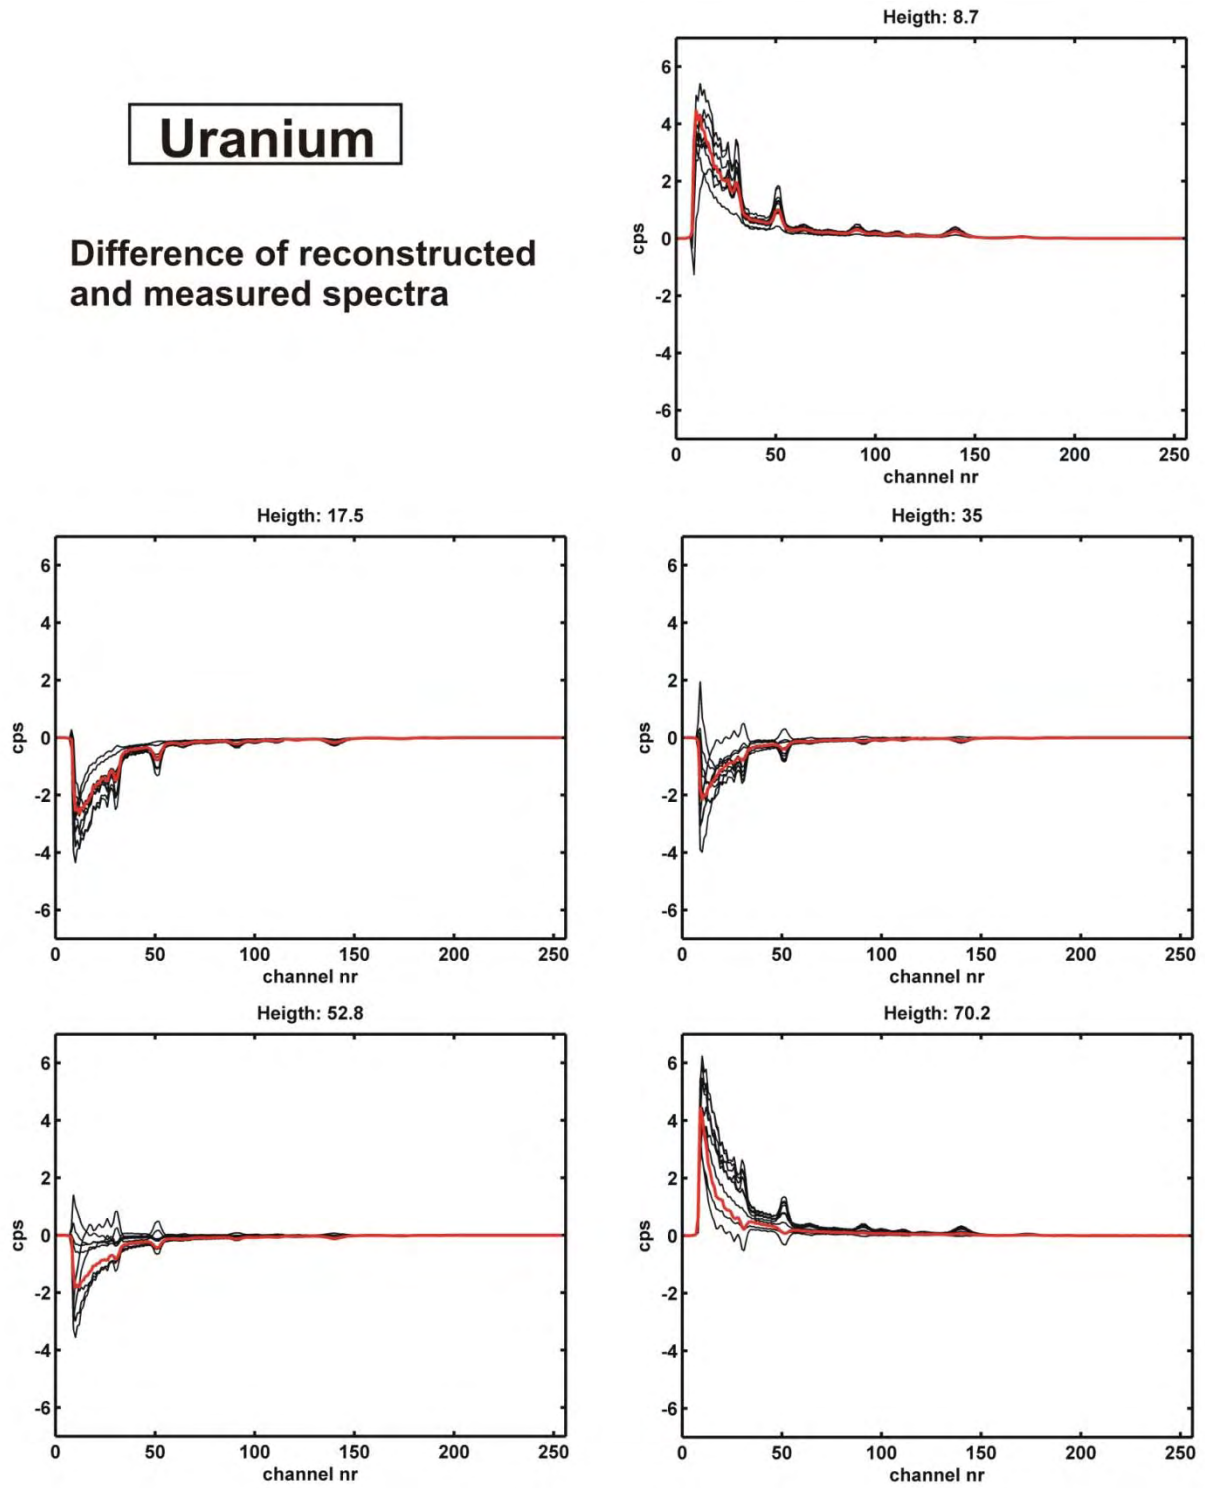 Heigth: 8.7
Uranium
Difference of reconstructed
and measured spectra
6
4
2
0
-2
-4
-6
cps
0 50 100 150 200 250
channel nr
Heigth: 17.5
6
4
2
0
-2
-4
-6
cps
0 50 100 150 200 250
channel nr
Heigth: 35
6
4
2
0
-2
-4
-6
cps
0 50 100 150 200 250
channel nr
Heigth: 52.8
6
4
2
0
-2
-4
-6
cps
0 50 100 150 200 250
channel nr
Heigth: 70.2
6
4
2
0
-2
-4
-6
cps
0 50 100 150 200 250
channel nr